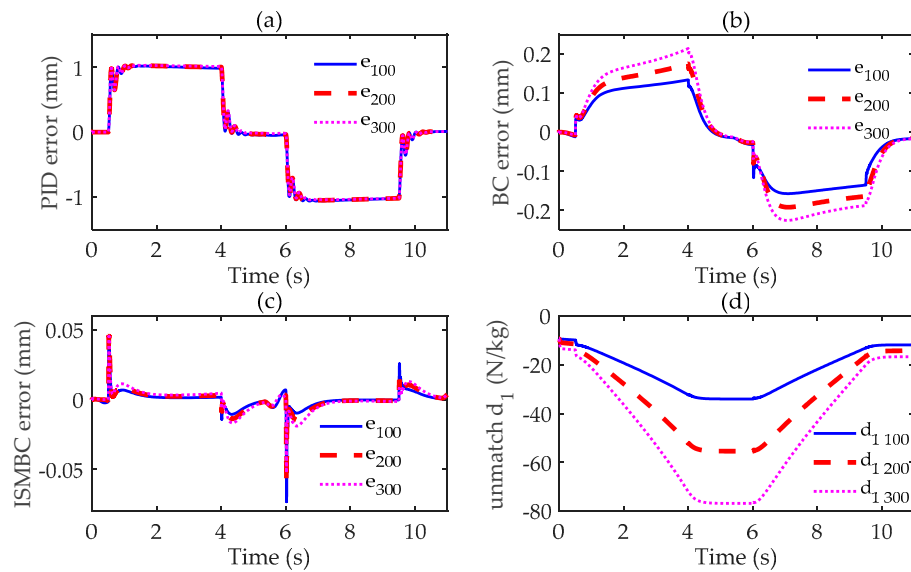 (a)
PID error (mm)
1
0
-1
e100
e200
e300
0 2 4 6 8 10
Time (s)
(b)
BC error (mm)
0.2
0.1
0
-0.1
-0.2
e100
e200
e300
0 2 4 6 8 10
Time (s)
(c)
ISMBC error (mm)
0.05
0
-0.05
e100
e200
e300
0 2 4 6 8 10
Time (s)
(d)
unmatch d1 (N/kg)
0
-20
-40
-60
-80
d1 100
d1 200
d1 300
0 2 4 6 8 10
Time (s)